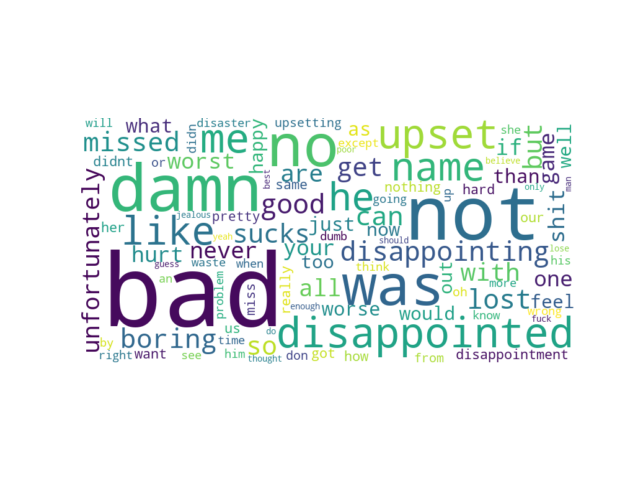 will
what
didn
disaster
upsetting
as
she
missed
me
happy
no
except
poor
upset
if
but
well
didnt
or
worst
are
get
name
than
game
believe
unfortunately
damn
best
same
nothing
up
hard
only
man
he
not
shit
her
like
jealous
pretty
good
can
going
our
his
yeah
sucks
just
now
should
hurt
never
dumb
your
disappointing
lose
guess
bad
an
waste
when
too
was
think
out
with
one
problem
miss
really
all
oh
more
lost
feel
wrong
enough
worse
would
know
fuck
boring
us
so
do
disappointed
by
time
right
want
see
him
thought
don
got
how
from
disappointment